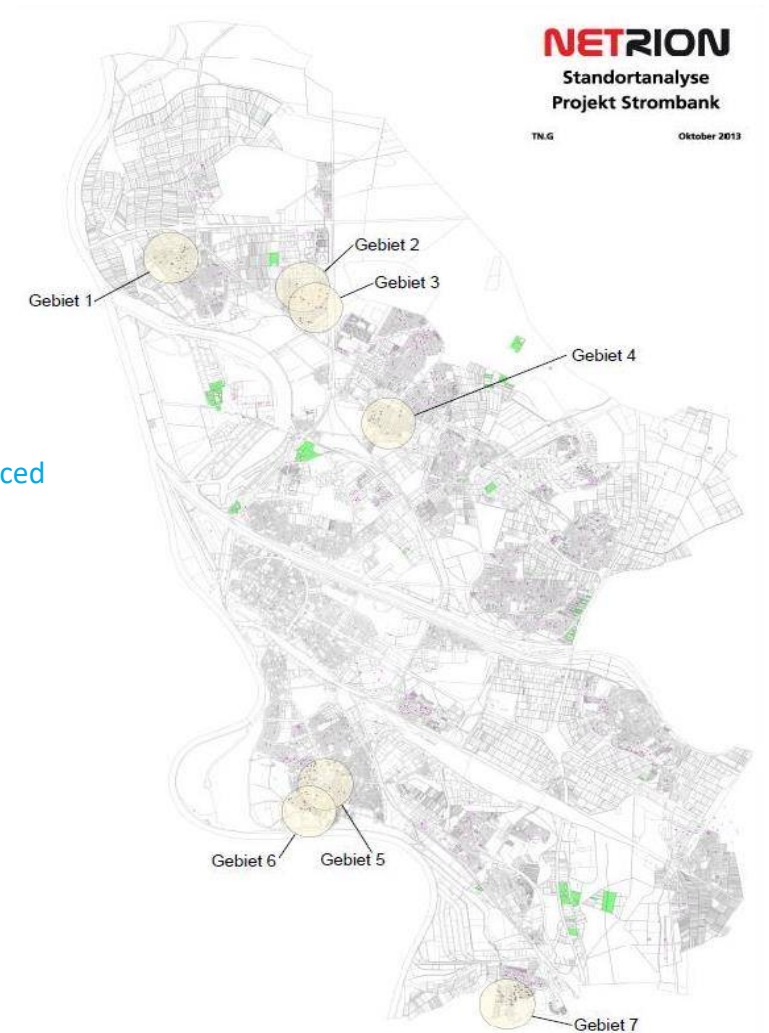 NETRION
Standortanalyse
Projekt Strombank
TN.G Oktober 2013
Gebiet 2
Gebiet 3
Gebiet 1
Gebiet 4
ced
Gebiet 6
Gebiet 5
Gebiet 7